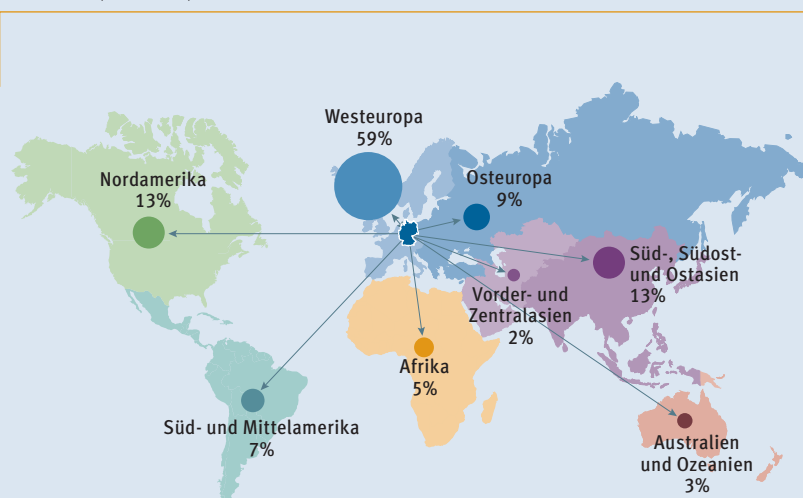 Westeuropa
59%
Nordamerika
13%
Osteuropa
9%
Süd-, Südost-
und Ostasien
13%
Vorder- und
Zentralasien
2%
Afrika
5%
Süd- und Mittelamerika
7%
Australien
und Ozeanien
3%